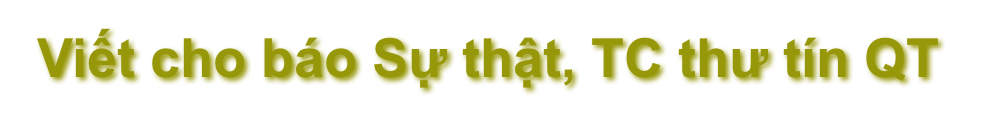 Viết cho báo Sự thật, TC thư tín QT